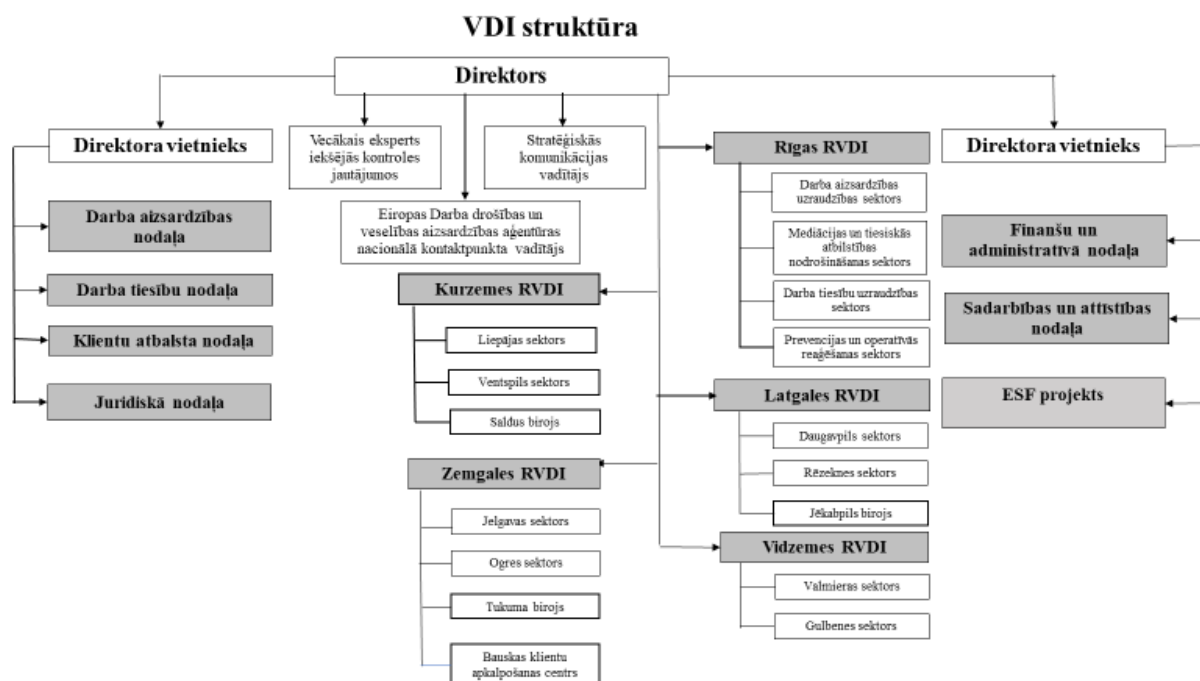 VDI struktūra
Direktors
Direktora vietnieks
Darba aizsardzības
nodaļa
Darba tiesību nodaļa
Klientu atbalsta nodaļa
Juridiskā nodaļa
Vecākais eksperts
iekšējās kontroles
jautājumos
Stratēģiskās
komunikācijas
vadītājs
Eiropas Darba drošības un
veselības aizsardzības aģentūras
nacionālā kontaktpunkta vadītājs
Kurzemes RVDI
Liepājas sektors
Ventspils sektors
Saldus birojs
Zemgales RVDI
Jelgavas sektors
Ogres sektors
Tukuma birojs
Bauskas klientu
apkalpošanas centrs
Rīgas RVDI
Darba aizsardzības
uzraudzības sektors
Mediācijas un tiesiskās
atbilstības
nodrošināšanas sektors
Darba tiesību uzraudzības
sektors
Prevencijas un operatīvās
reaģēšanas sektors
Latgales RVDI
Daugavpils sektors
Rēzeknes sektors
Jēkabpils birojs
Vidzemes RVDI
Valmieras sektors
Gulbenes sektors
Direktora vietnieks
Finanšu un
administratīvā nodaļa
Sadarbības un attīstības
nodaļa
ESF projekts